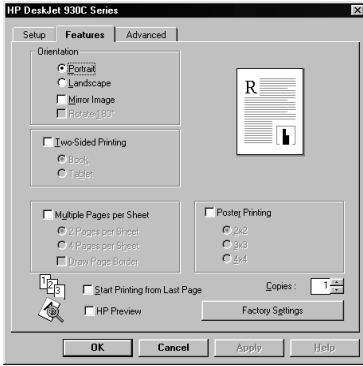 HP DeskJet 930C Series
Setup
Features
Advanced
Orientation
Portrait
Landscape
Mirror Image
Rotate 180°
R
Two-Sided Printing
Book
Tablet
Multiple Pages per Sheet
2 Pages per Sheet
4 Pages per Sheet
Draw Page Border
Poster Printing
2x2
3x3
4x4
1 2 3
Start Printing from Last Page
Copies :
1
HP Preview
Factory Settings
OK
Cancel
Apply
Help